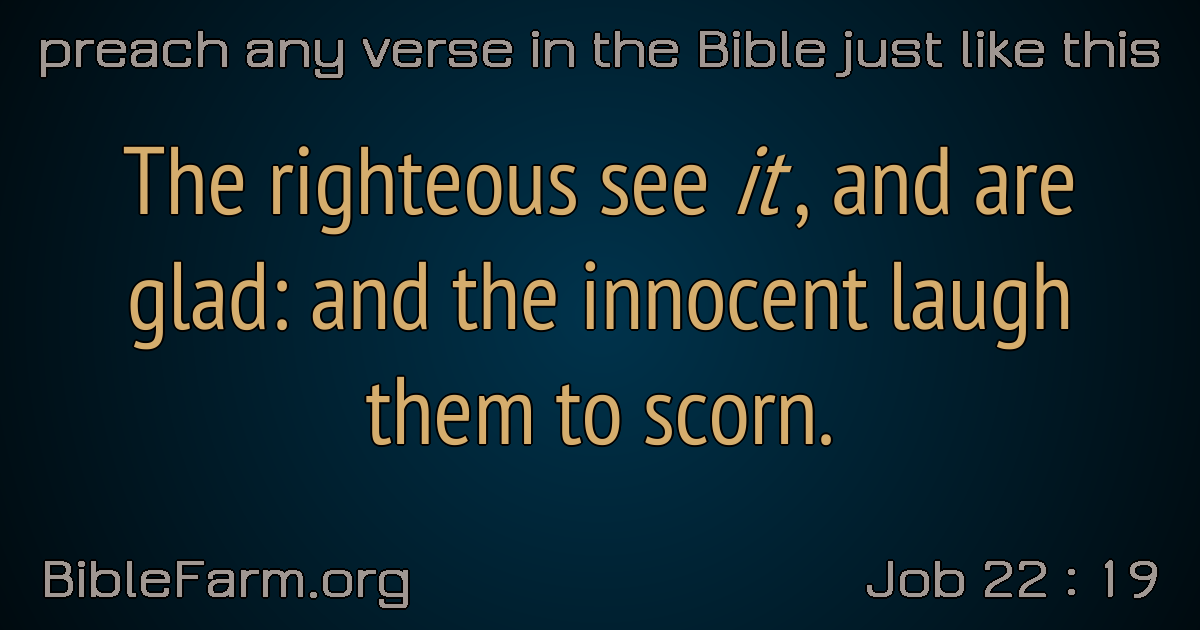 preach any verse in the Bible just like this
The righteous see it, and are
glad: and the innocent laugh
them to scorn.
BibleFarm.org
Job 22 : 19